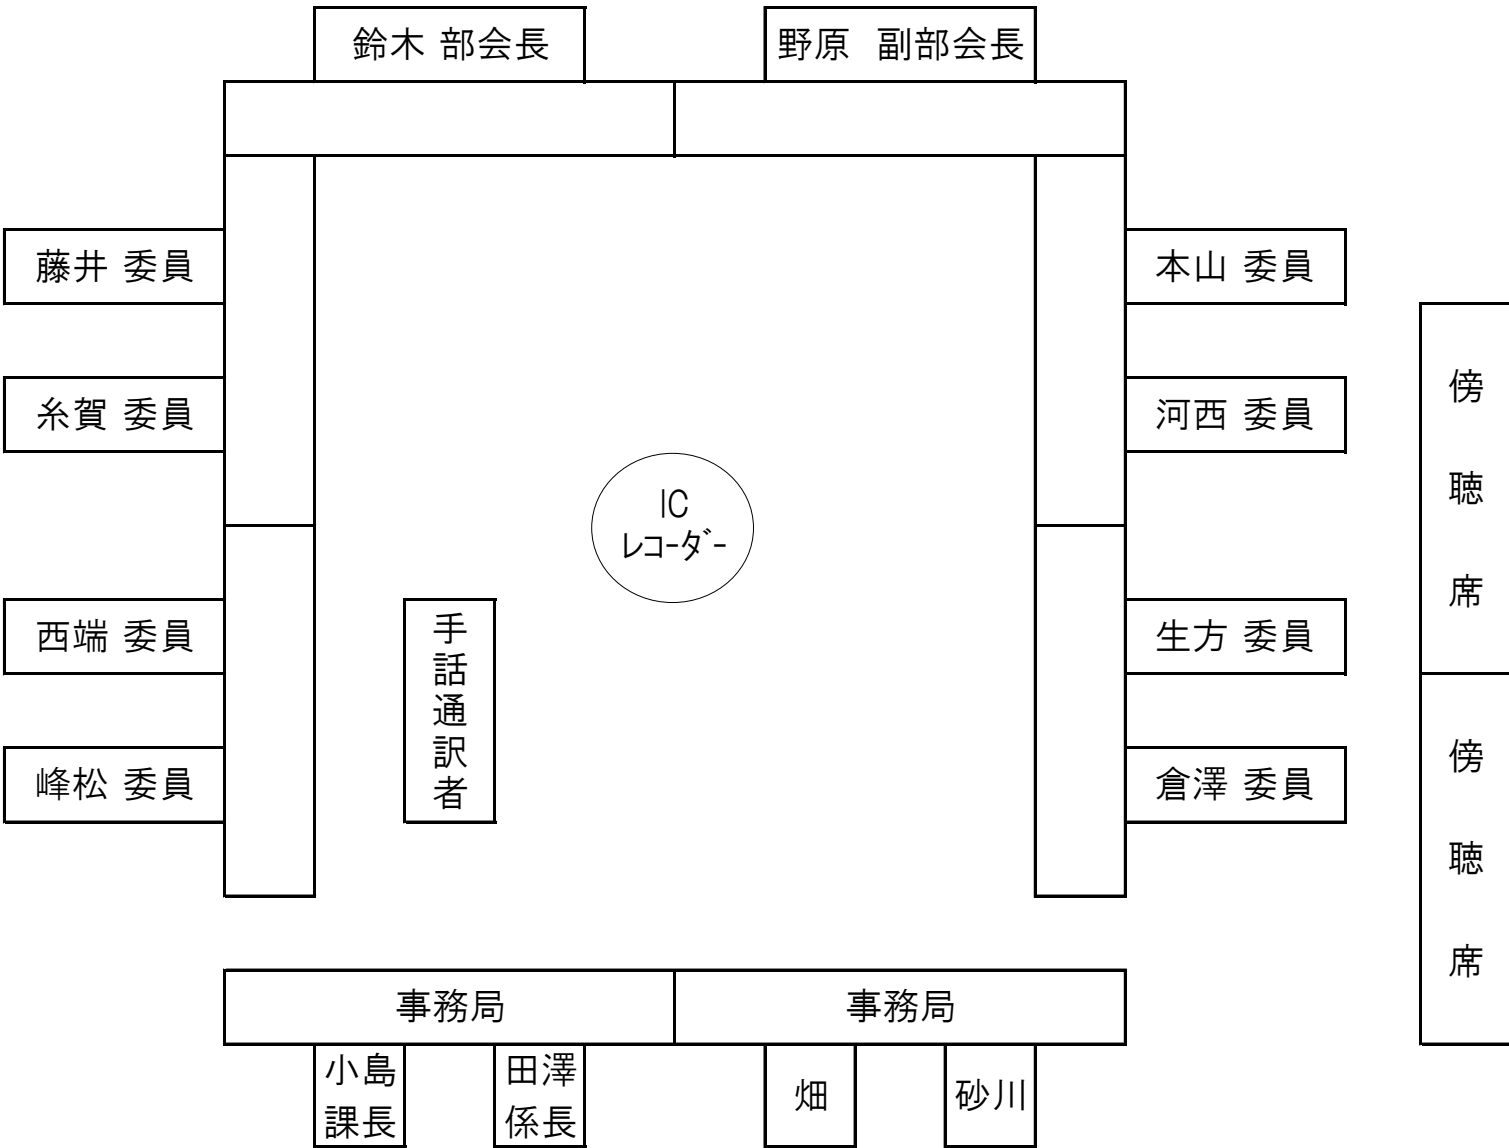 鈴木 部会長
野原 副部会長
藤井 委員
本山 委員
糸賀 委員
河西 委員
傍聴席
IC
レコーダー
西端 委員
手話通訳者
生方 委員
峰松 委員
倉澤 委員
傍聴席
事務局
事務局
小島
課長
田澤
係長
畑
砂川